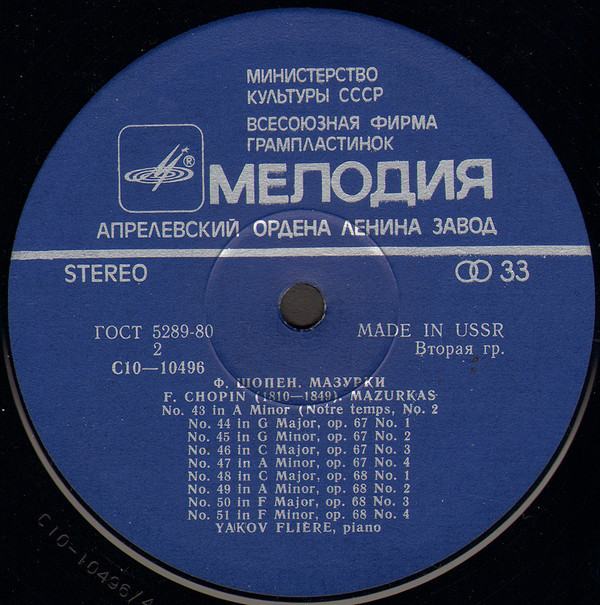 МИНИСТЕРСТВО
КУЛЬТУРЫ СССР
ВСЕСОЮЗНАЯ ФИРМА
ГРАМПЛАСТИНОК
®
МЕЛОДИЯ
АПРЕЛЕВСКИЙ ОРДЕНА ЛЕНИНА ЗАВОД
STEREO
33
ГОСТ 5289-80
MADE IN USSR
2
Вторая гр.
С10—10496
Ф. ШОПЕН. МАЗУРКИ
F. CHOPIN (1810—1849). MAZURKAS
No. 43 in A Minor (Notre temps, No. 2
No. 44 in G Major, op. 67 No. 1
No. 45 in G Minor, op. 67 No. 2
No. 46 in C Major, op. 67 No. 3
No. 47 in A Minor, op. 67 No. 4
No. 48 in C Major, op. 68 No. 1
No. 49 in A Minor, op. 68 No. 2
No. 50 in F Major, op. 68 No. 3
No. 51 in F Minor, op. 68 No. 4
YAKOV FLIERE, piano
С10-10496/4